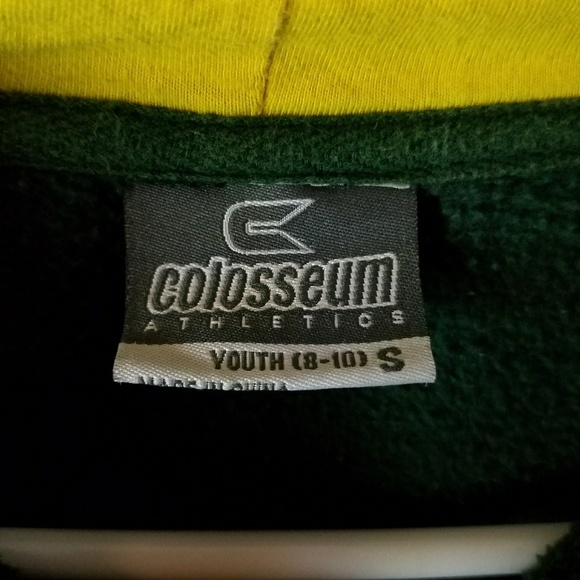 colosseum
ATHLETICS
YOUTH (8-10) S
MADE IN CHINA